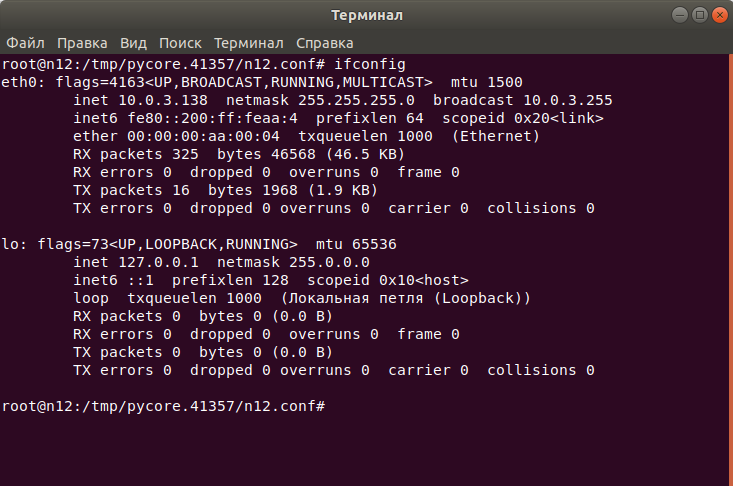 Терминал
Файл Правка Вид Поиск Терминал Справка
root@n12:/tmp/pycore.41357/n12.conf# ifconfig
eth0: flags=4163<UP,BROADCAST,RUNNING,MULTICAST>  mtu 1500
        inet 10.0.3.138  netmask 255.255.255.0  broadcast 10.0.3.255
        inet6 fe80::200:ff:feaa:4  prefixlen 64  scopeid 0x20<link>
        ether 00:00:00:aa:00:04  txqueuelen 1000  (Ethernet)
        RX packets 325  bytes 46568 (46.5 KB)
        RX errors 0  dropped 0  overruns 0  frame 0
        TX packets 16  bytes 1968 (1.9 KB)
        TX errors 0  dropped 0 overruns 0  carrier 0  collisions 0

lo: flags=73<UP,LOOPBACK,RUNNING>  mtu 65536
        inet 127.0.0.1  netmask 255.0.0.0
        inet6 ::1  prefixlen 128  scopeid 0x10<host>
        loop  txqueuelen 1000  (Локальная петля (Loopback))
        RX packets 0  bytes 0 (0.0 B)
        RX errors 0  dropped 0  overruns 0  frame 0
        TX packets 0  bytes 0 (0.0 B)
        TX errors 0  dropped 0 overruns 0  carrier 0  collisions 0

root@n12:/tmp/pycore.41357/n12.conf#